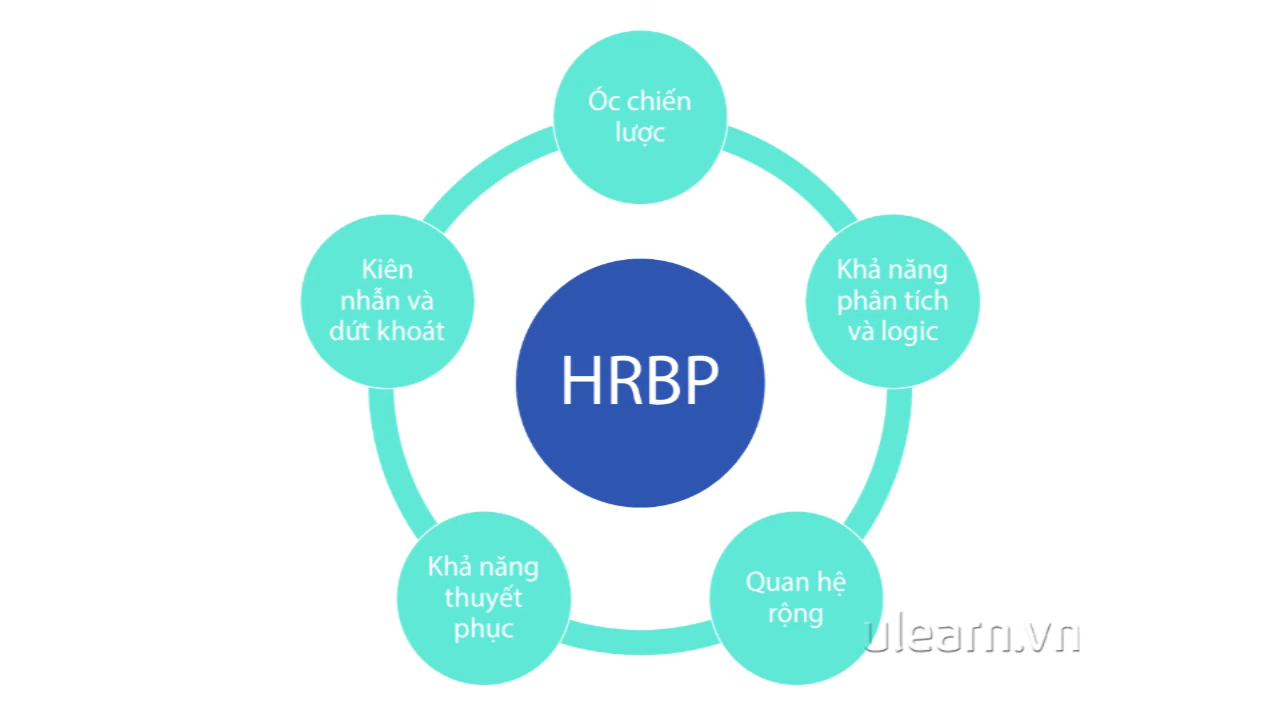 Óc chiến
lược
Kiên
nhẫn và
dứt khoát
Khả năng
phân tích
và logic
HRBP
Khả năng
thuyết
phục
Quan hệ
rộng
ulearn.vn